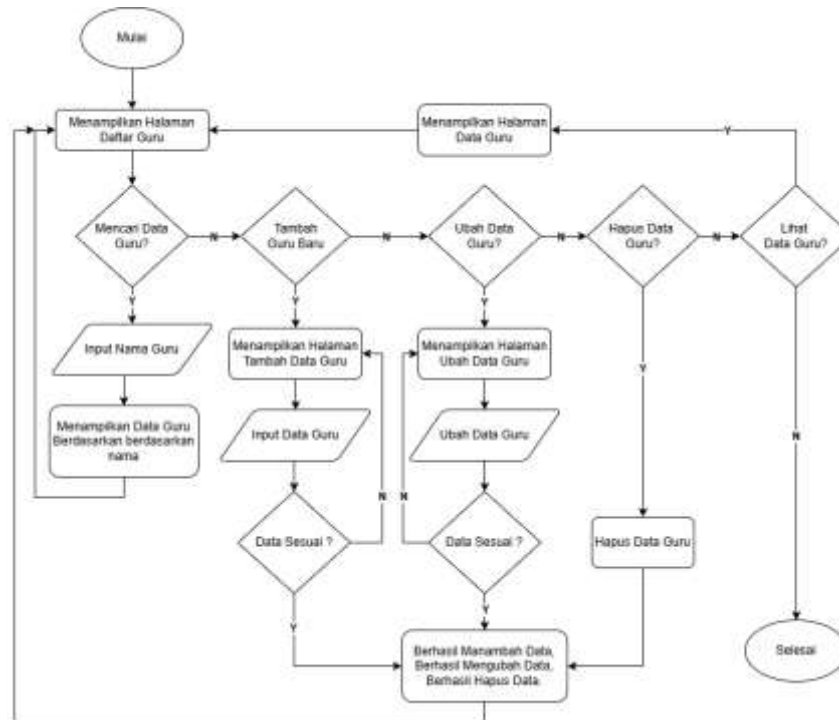 Mulai
Menampilkan Halaman
Daftar Guru
Menampilkan Halaman
Data Guru
Y
Mencari Data
Guru?
N
Tambah
Guru Baru
N
Ubah Data
Guru?
N
Hapus Data
Guru?
N
Lihat
Data Guru?
Y
Y
Y
Input Nama Guru
Menampilkan Halaman
Tambah Data Guru
Menampilkan Halaman
Ubah Data Guru
Y
Menampilkan Data Guru
Berdasarkan berdasarkan
nama
Input Data Guru
Ubah Data Guru
N
N
N
Data Sesuai ?
Data Sesuai ?
Hapus Data Guru
Y
Y
Berhasil Manambah Data,
Berhasil Mengubah Data,
Berhasil Hapus Data
Selesai